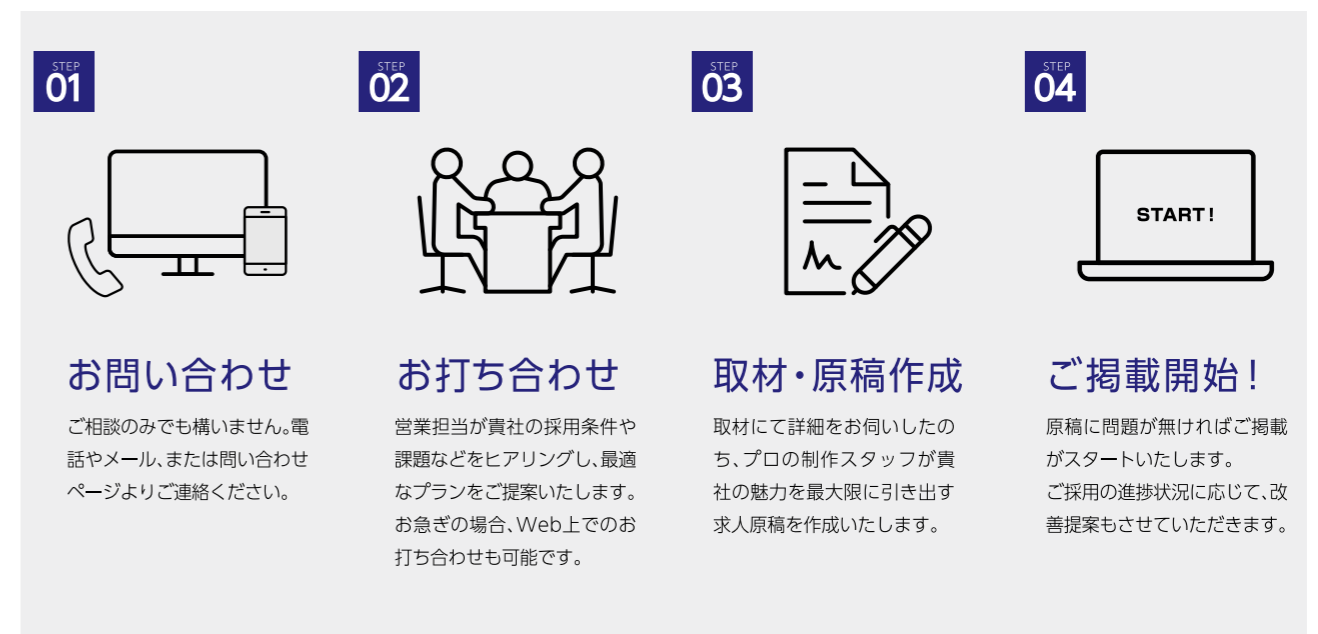 STEP
01
お問い合わせ
ご相談のみでも構いません。電
話やメール、または問い合わせ
ページよりご連絡ください。
STEP
02
お打ち合わせ
営業担当が貴社の採用条件や
課題などをヒアリングし、最適
なプランをご提案いたします。
お急ぎの場合、Web上でのお
打ち合わせも可能です。
STEP
03
取材・原稿作成
取材にて詳細をお伺いしたの
ち、プロの制作スタッフが貴
社の魅力を最大限に引き出す
求人原稿を作成いたします。
STEP
04
START!
ご掲載開始!
原稿に問題が無ければご掲載
がスタートいたします。
ご採用の進捗状況に応じて、改
善提案もさせていただきます。